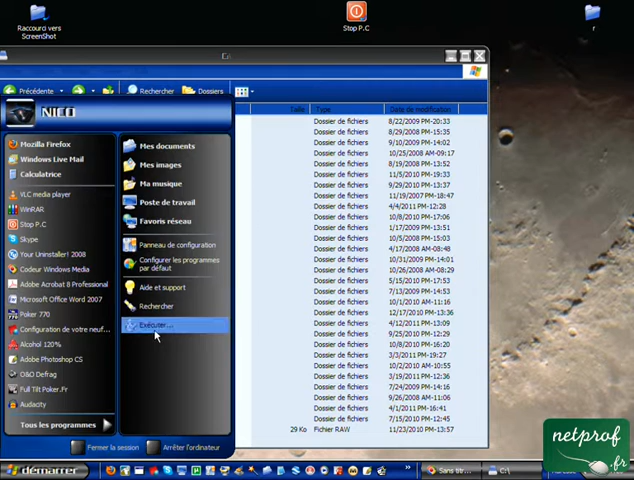 Raccourci vers
ScreenShot
Stop P.C
r
C:\
Précédente
Rechercher
Dossiers
NICO
Mozilla Firefox
Windows Live Mail
Calculatrice
VLC media player
WinRAR
Stop P.C
Skype
Your Uninstaller! 2008
Codeur Windows Media
Adobe Acrobat 8 Professional
Microsoft Office Word 2007
Poker 770
Configuration de votre neuf...
Alcohol 120%
Adobe Photoshop CS
O&O Defrag
Full Tilt Poker.Fr
Audacity
Tous les programmes
Mes documents
Mes images
Ma musique
Poste de travail
Favoris réseau
Panneau de configuration
Configurer les programmes
par défaut
Aide et support
Rechercher
Exécuter...
Fermer la session
Arrêter l'ordinateur
Taille Type Date de modification
Dossier de fichiers 8/22/2009 PM-20:33
Dossier de fichiers 8/29/2008 PM-15:35
Dossier de fichiers 9/10/2009 PM-14:02
Dossier de fichiers 10/25/2008 AM-09:17
Dossier de fichiers 8/19/2008 PM-13:52
Dossier de fichiers 11/5/2010 PM-19:33
Dossier de fichiers 9/29/2010 PM-13:37
Dossier de fichiers 11/19/2007 PM-18:47
Dossier de fichiers 4/4/2011 PM-12:28
Dossier de fichiers 10/8/2010 PM-17:06
Dossier de fichiers 1/17/2009 PM-13:51
Dossier de fichiers 4/17/2008 AM-08:48
Dossier de fichiers 10/31/2009 PM-14:01
Dossier de fichiers 10/26/2008 AM-08:29
Dossier de fichiers 5/15/2010 PM-17:52
Dossier de fichiers 7/13/2009 PM-14:53
Dossier de fichiers 10/4/2010 AM-11:16
Dossier de fichiers 12/17/2010 PM-13:36
Dossier de fichiers 4/12/2011 PM-13:09
Dossier de fichiers 9/25/2010 PM-12:29
Dossier de fichiers 10/8/2010 PM-16:20
Dossier de fichiers 3/3/2011 PM-19:27
Dossier de fichiers 10/2/2010 AM-10:55
Dossier de fichiers 3/19/2011 PM-12:36
Dossier de fichiers 7/24/2009 PM-14:16
Dossier de fichiers 9/26/2008 AM-11:06
Dossier de fichiers 4/1/2011 PM-16:41
Dossier de fichiers 7/15/2010 PM-12:45
29 Ko Fichier RAW 11/23/2010 PM-13:57
démarrer
Sans titr...
C:\
netprof
.fr